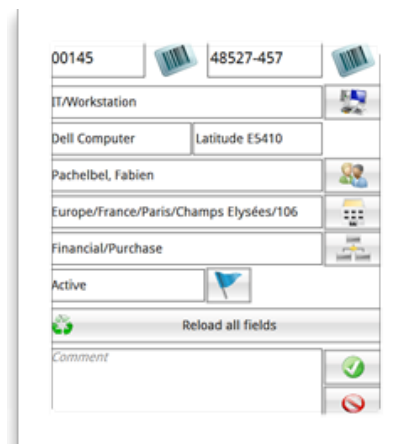 00145 48527-457
IT/Workstation
Dell Computer Latitude E5410
Pachelbel, Fabien
Europe/France/Paris/Champs Elysées/106
Financial/Purchase
Active
Reload all fields
Comment